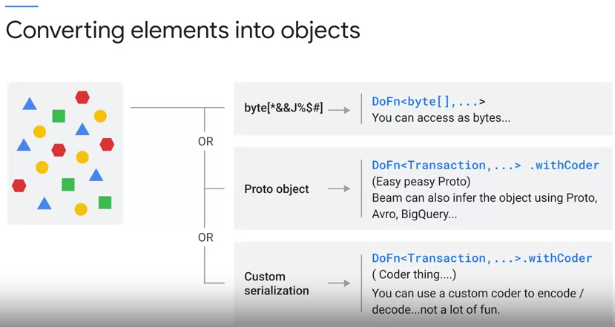 Converting elements into objects
byte[*&&J%$#]
DoFn<byte[],...>
You can access as bytes...
OR
Proto object
DoFn<Transaction,...> .withCoder
(Easy peasy Proto)
Beam can also infer the object using Proto,
Avro, BigQuery...
OR
Custom
serialization
DoFn<Transaction,...>.withCoder
( Coder thing....)
You can use a custom coder to encode /
decode...not a lot of fun.